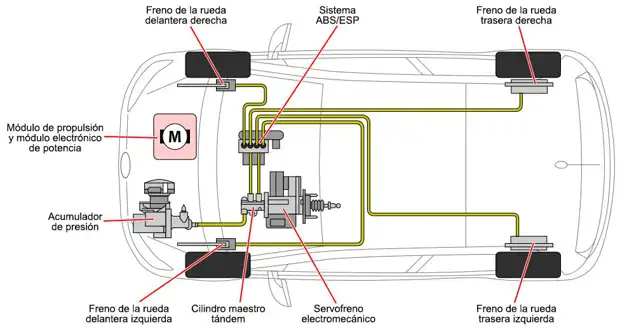 Freno de la rueda
delantera derecha
Sistema
ABS/ESP
Freno de la rueda
trasera derecha
Módulo de propulsión
y módulo electrónico
de potencia
M
Acumulador
de presión
Freno de la rueda
delantera izquierda
Cilindro maestro
tándem
Servofreno
electromecánico
Freno de la rueda
trasera izquierda